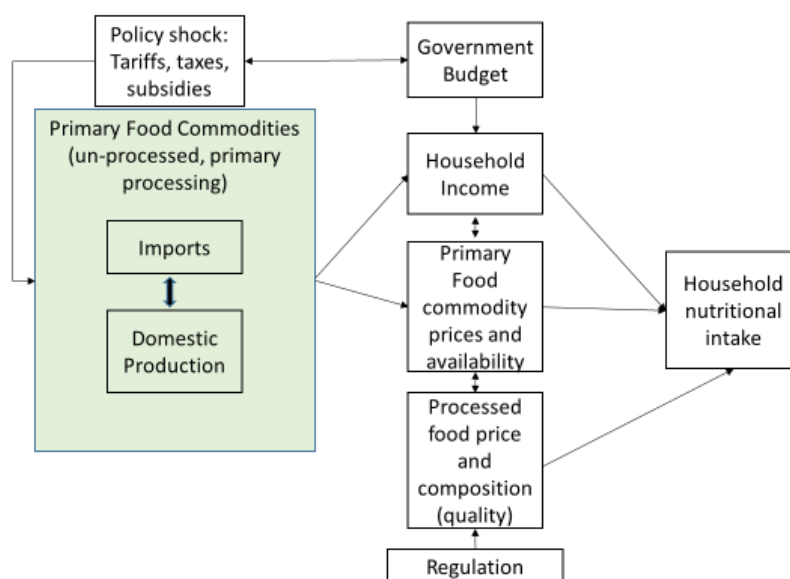 Policy shock:
Tariffs, taxes,
subsidies
Government
Budget
Primary Food Commodities
(un-processed, primary
processing)
Imports
Domestic
Production
Household
Income
Primary
Food
commodity
prices and
availability
Processed
food price
and
composition
(quality)
Regulation
Household
nutritional
intake